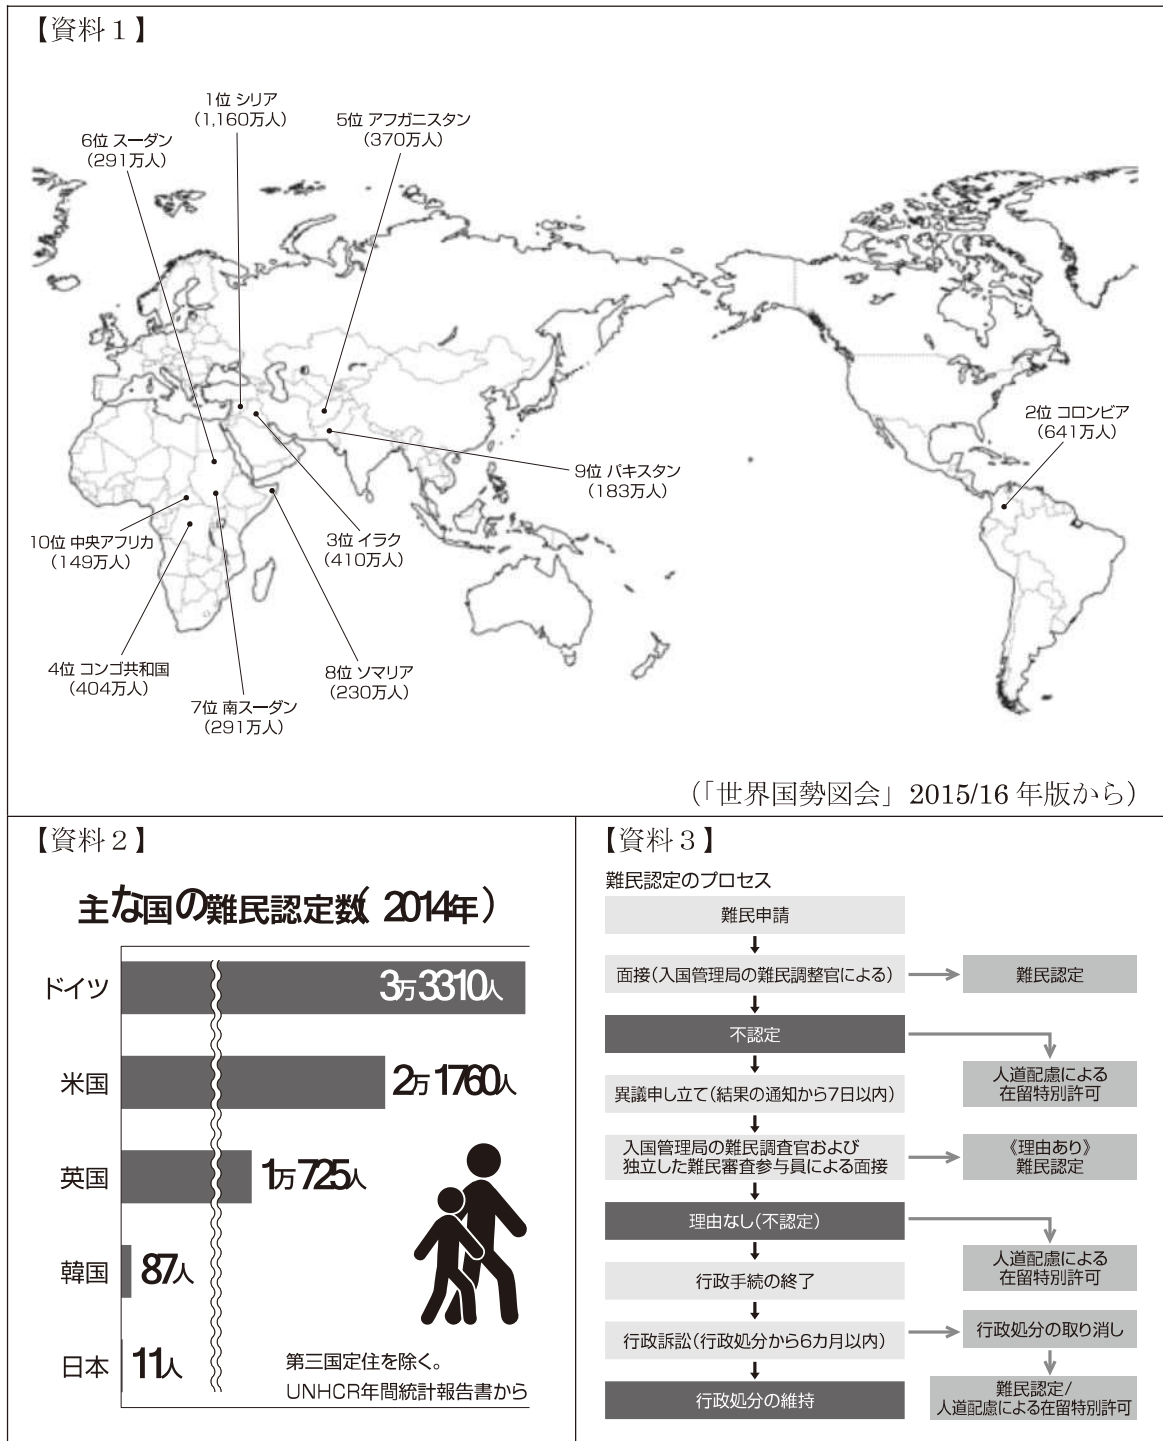 【資料１】
1位 シリア
（1,160万人）
5位 アフガニスタン
（370万人）
6位 スーダン
（291万人）
2位 コロンビア
（641万人）
9位 パキスタン
（183万人）
10位 中央アフリカ
（149万人）
3位 イラク
（410万人）
4位 コンゴ共和国
（404万人）
8位 ソマリア
（230万人）
7位 南スーダン
（291万人）
（「世界国勢図会」2015/16 年版から）
【資料２】
主な国の難民認定数（2014年）
ドイツ
3万3310人
米国
2万1760人
英国
1万725人
韓国
87人
日本
11人
第三国定住を除く。
UNHCR年間統計報告書から
【資料３】
難民認定のプロセス
難民申請
面接（入国管理局の難民調整官による）
難民認定
不認定
人道配慮による
在留特別許可
異議申し立て（結果の通知から7日以内）
入国管理局の難民調査官および
独立した難民審査参与員による面接
《理由あり》
難民認定
理由なし（不認定）
人道配慮による
在留特別許可
行政手続の終了
行政訴訟（行政処分から6カ月以内）
行政処分の取り消し
行政処分の維持
難民認定/
人道配慮による在留特別許可